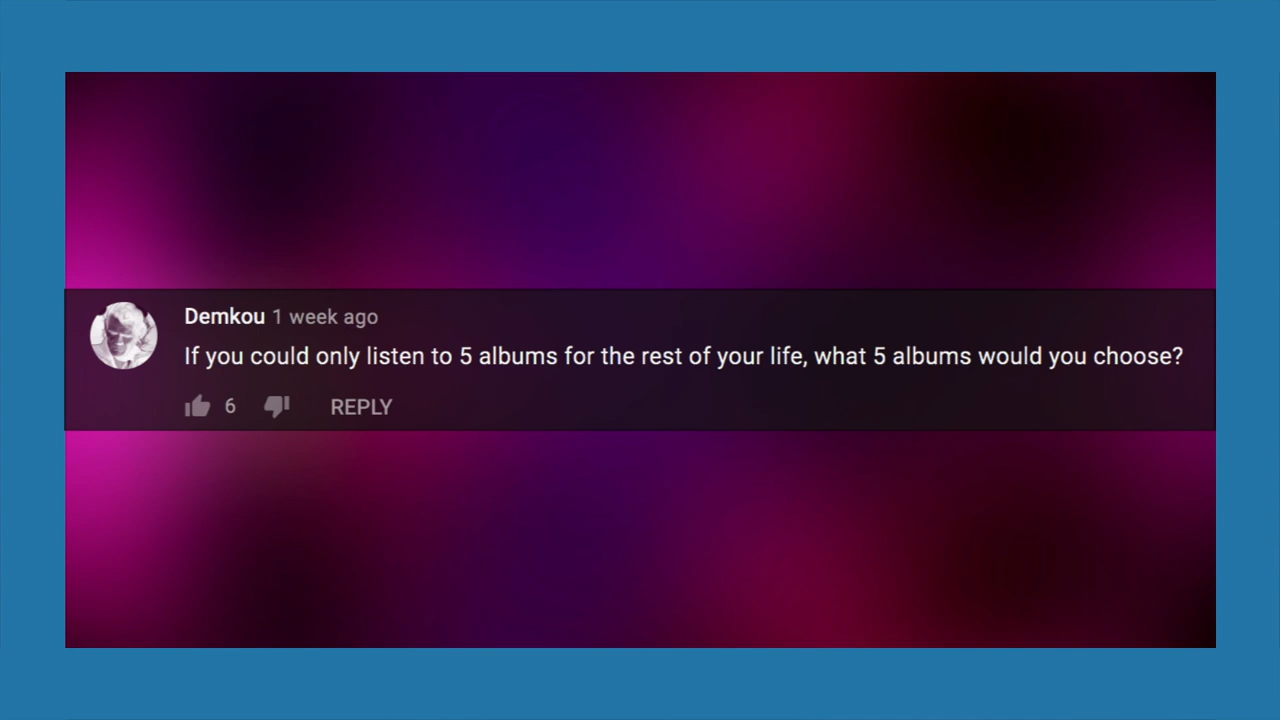 Demkou 1 week ago
If you could only listen to 5 albums for the rest of your life, what 5 albums would you choose?
6 REPLY